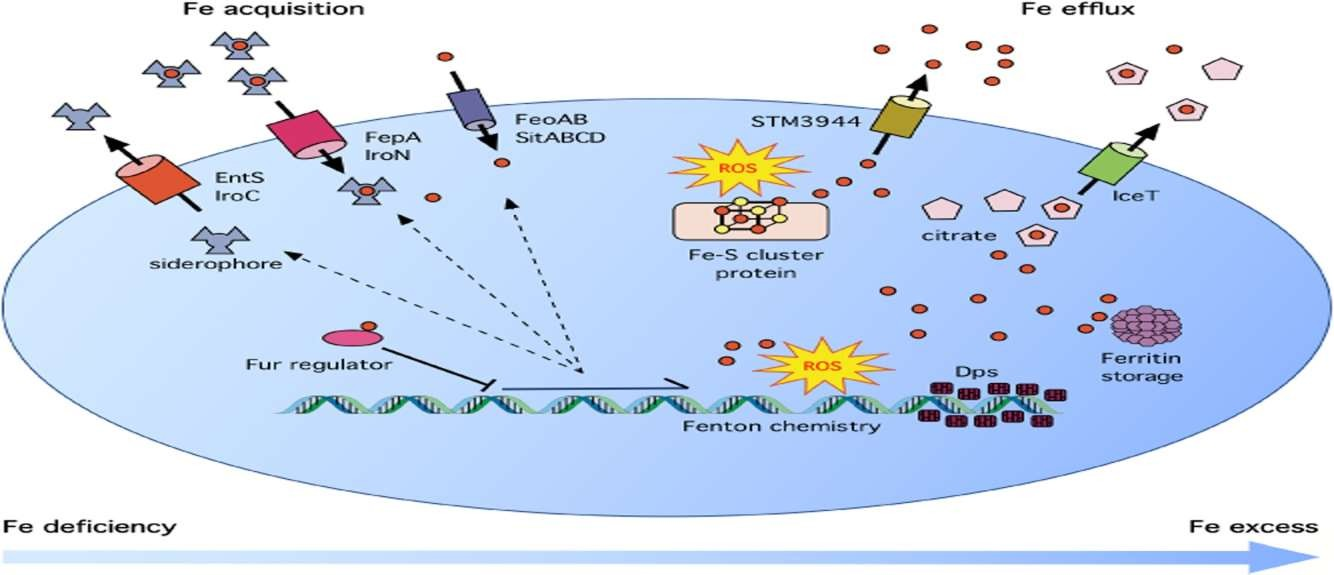 Fe acquisition
Fe efflux
FeoAB
SitABCD
STM3944
FepA
IroN
ROS
EntS
IroC
IceT
citrate
siderophore
Fe-S cluster
protein
Fur regulator
ROS
Ferritin
storage
Dps
Fenton chemistry
Fe deficiency
Fe excess